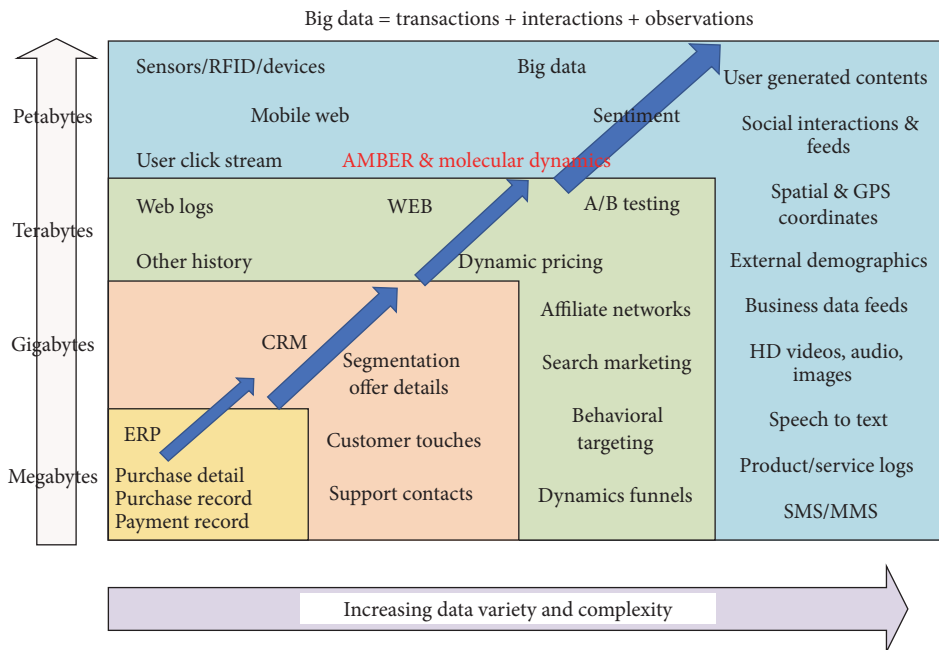 Big data = transactions + interactions + observations
Petabytes
Terabytes
Gigabytes
Megabytes
Sensors/RFID/devices
Big data
Mobile web
Sentiment
User click stream
AMBER & molecular dynamics
User generated contents
Social interactions &
feeds
Spatial & GPS
coordinates
External demographics
Business data feeds
HD videos, audio,
images
Speech to text
Product/service logs
SMS/MMS
Web logs
WEB
A/B testing
Other history
Dynamic pricing
Affiliate networks
Search marketing
Behavioral
targeting
Dynamics funnels
CRM
Segmentation
offer details
Customer touches
Support contacts
ERP
Purchase detail
Purchase record
Payment record
Increasing data variety and complexity